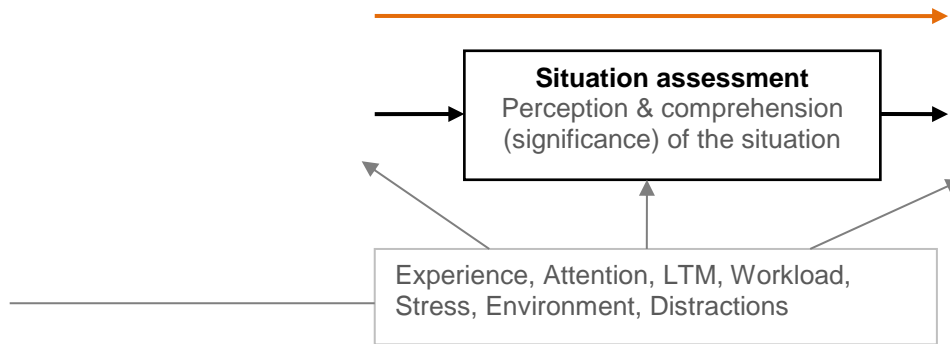 Situation assessment
Perception & comprehension
(significance) of the situation
Experience, Attention, LTM, Workload,
Stress, Environment, Distractions